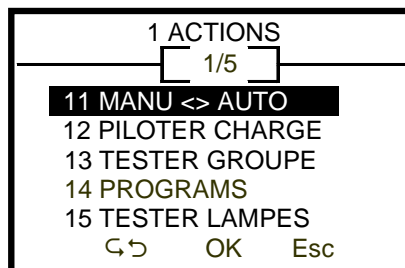 1 ACTIONS
1/5
11 MANU <> AUTO
12 PILOTER CHARGE
13 TESTER GROUPE
14 PROGRAMS
15 TESTER LAMPES
OK Esc